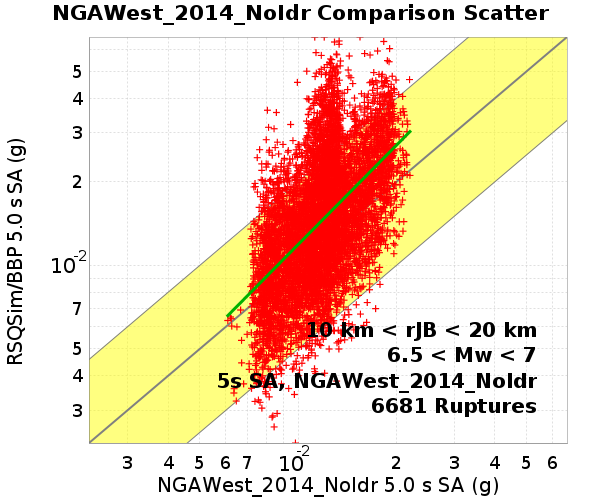 NGAWest_2014_NoIdr Comparison Scatter
RSQSim/BBP 5.0 s SA (g)
5
4
3
2
10-2
7
5
4
3
10 km < rJB < 20 km
6.5 < Mw < 7
5s SA, NGAWest_2014_NoIdr
6681 Ruptures
3 4 5 6 7 10-2 2 3 4 5 6
NGAWest_2014_NoIdr 5.0 s SA (g)